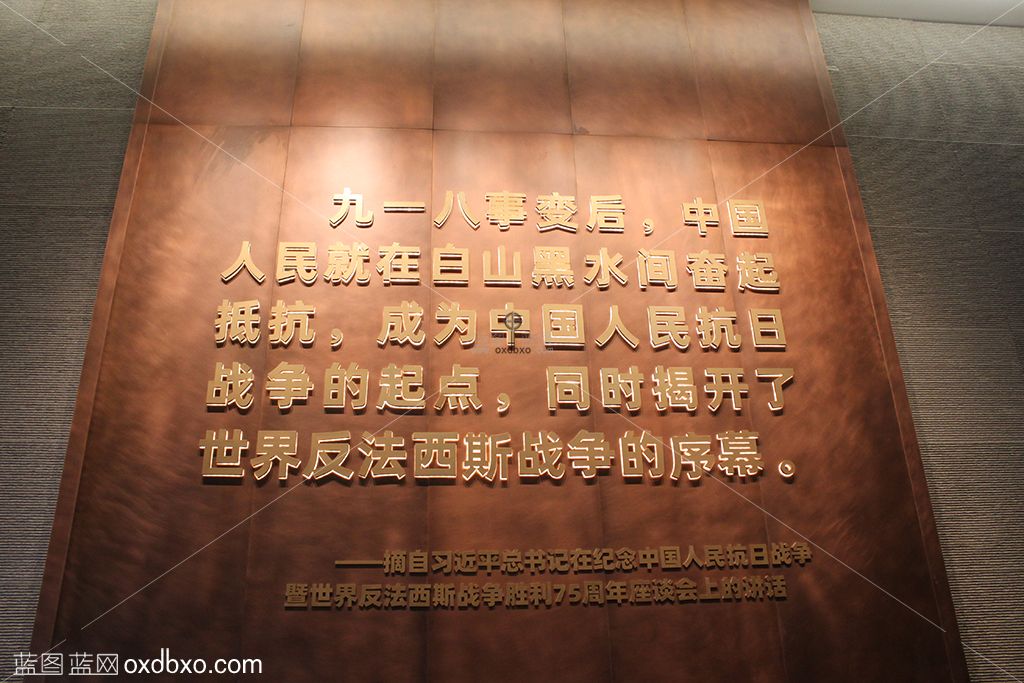 九一八事变后，中国
人民就在白山黑水间奋起
抵抗，成为中国人民抗日
战争的起点，同时揭开了
世界反法西斯战争的序幕。
——摘自习近平总书记在纪念中国人民抗日战争
暨世界反法西斯战争胜利75周年座谈会上的讲话
oxdbxo.com
蓝图蓝网 oxdbxo.com